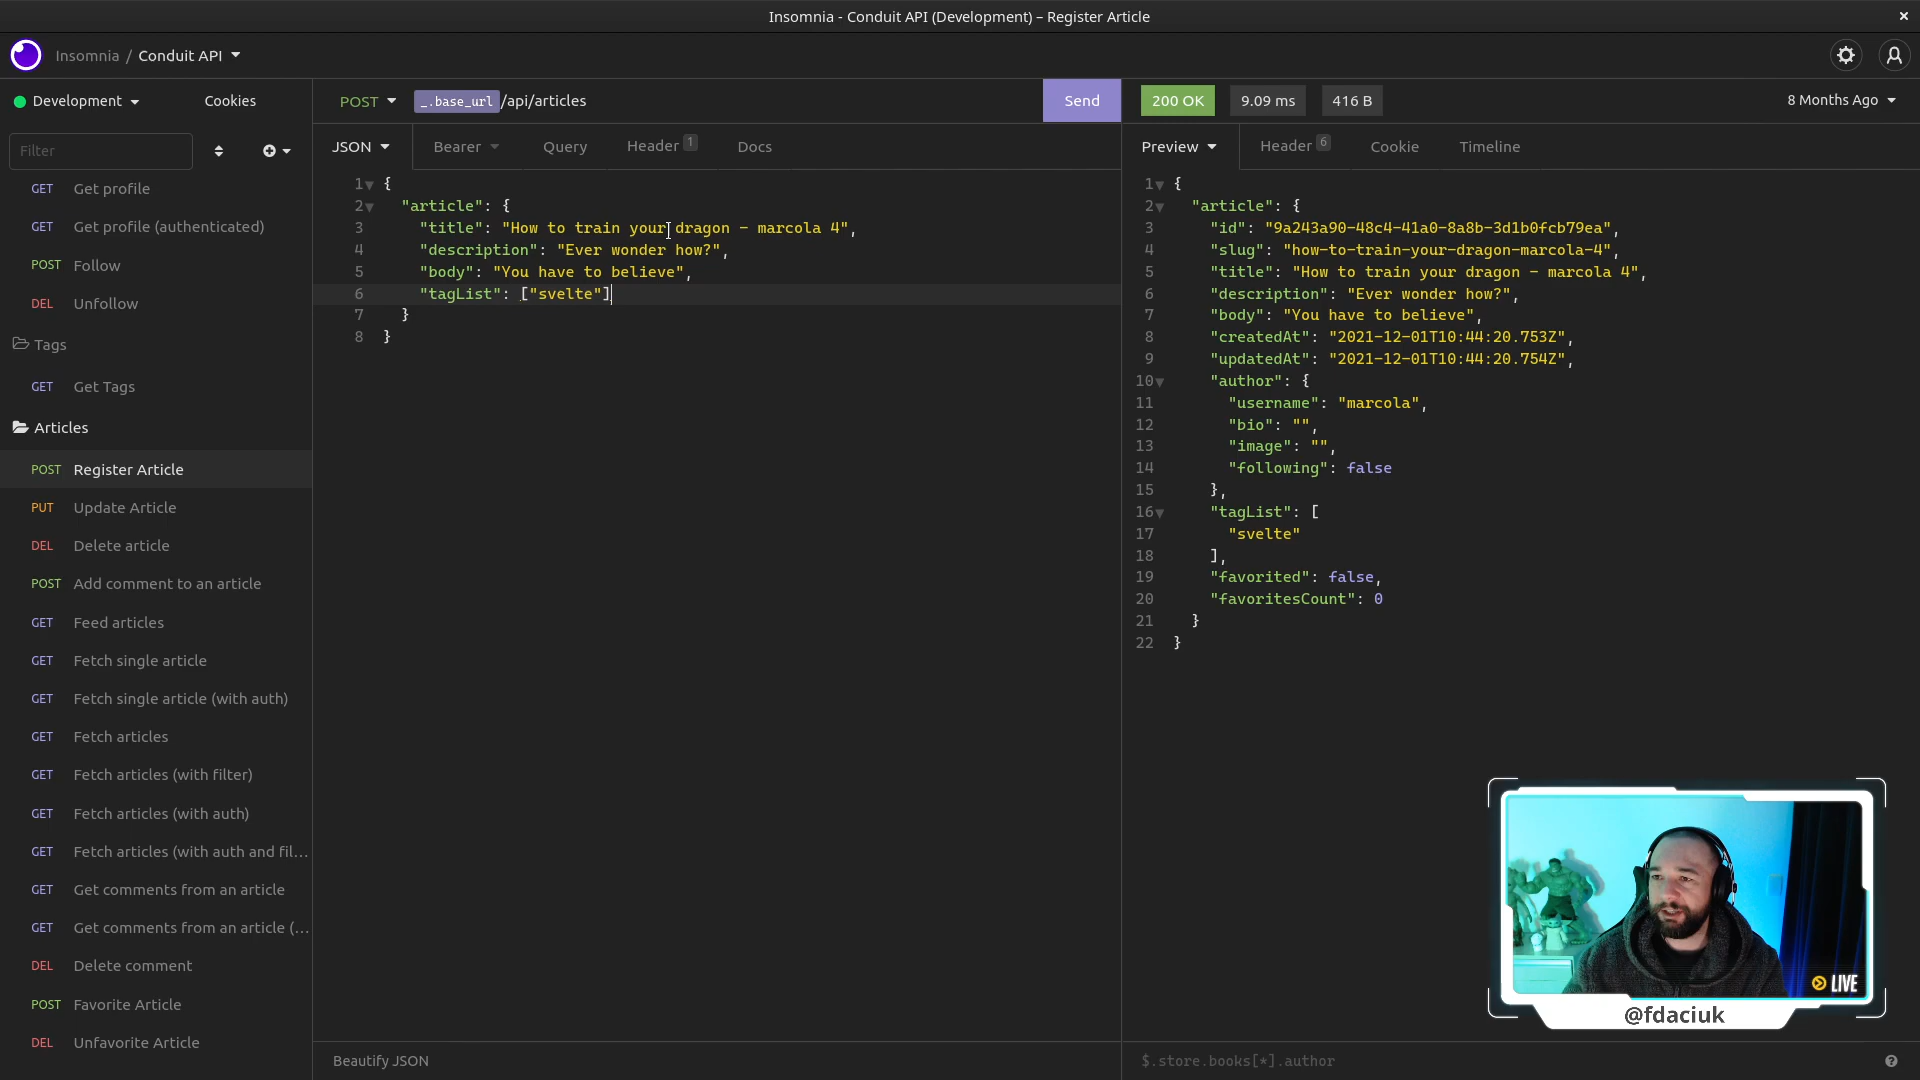 Insomnia - Conduit API (Development) – Register Article
Insomnia / Conduit API
Development
Cookies
POST
_.base_url/api/articles
Send
200 OK
9.09 ms
416 B
8 Months Ago
Filter
JSON
Bearer
Query
Header 1
Docs
Preview
Header 6
Cookie
Timeline
GET Get profile
GET Get profile (authenticated)
POST Follow
DEL Unfollow
Tags
GET Get Tags
Articles
POST Register Article
PUT Update Article
DEL Delete article
POST Add comment to an article
GET Feed articles
GET Fetch single article
GET Fetch single article (with auth)
GET Fetch articles
GET Fetch articles (with filter)
GET Fetch articles (with auth)
GET Fetch articles (with auth and fil...
GET Get comments from an article
GET Get comments from an article (...
DEL Delete comment
POST Favorite Article
DEL Unfavorite Article
1 {
2 "article": {
3 "title": "How to train your dragon - marcola 4",
4 "description": "Ever wonder how?",
5 "body": "You have to believe",
6 "tagList": ["svelte"]
7 }
8 }
Beautify JSON
1 {
2 "article": {
3 "id": "9a243a90-48c4-41a0-8a8b-3d1b0fcb79ea",
4 "slug": "how-to-train-your-dragon-marcola-4",
5 "title": "How to train your dragon - marcola 4",
6 "description": "Ever wonder how?",
7 "body": "You have to believe",
8 "createdAt": "2021-12-01T10:44:20.753Z",
9 "updatedAt": "2021-12-01T10:44:20.754Z",
10 "author": {
11 "username": "marcola",
12 "bio": "",
13 "image": "",
14 "following": false
15 },
16 "tagList": [
17 "svelte"
18 ],
19 "favorited": false,
20 "favoritesCount": 0
21 }
22 }
LIVE
@fdaciuk
$.store.books[*].author